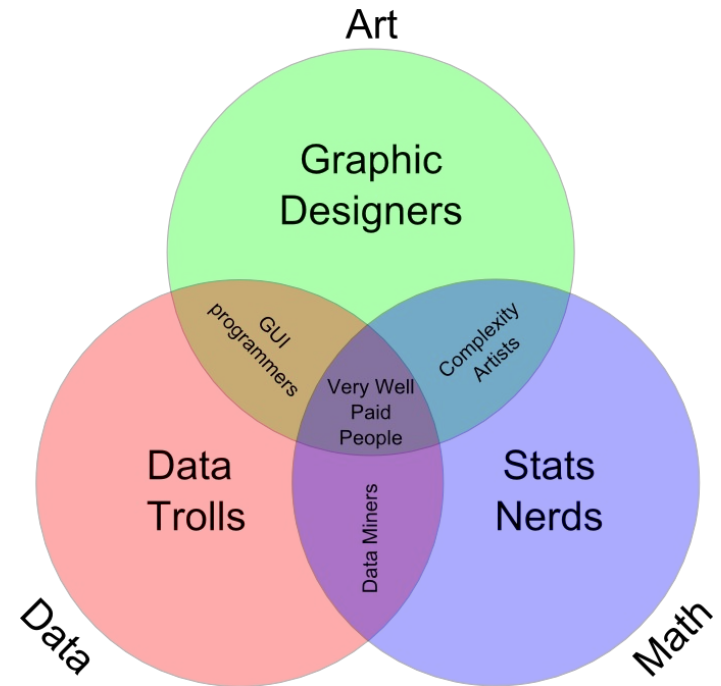 Art
Graphic
Designers
GUI
programmers
Complexity
Artists
Very Well
Paid
People
Data
Trolls
Stats
Nerds
Data Miners
Data
Math